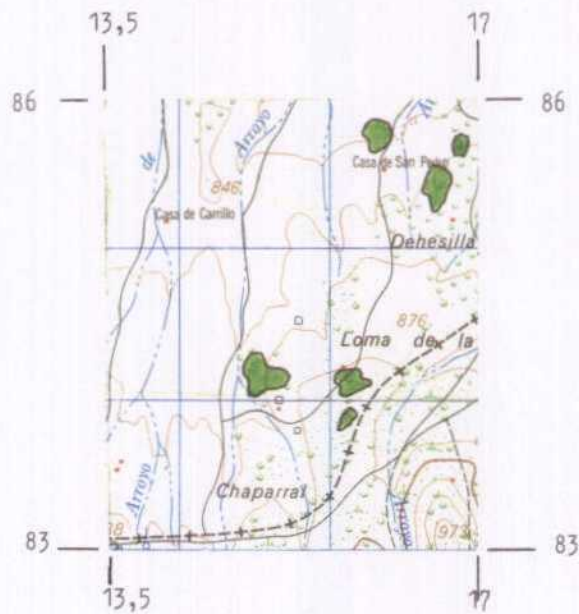 13,5 17
86 86
de
Arroyo
Casa de San Pedro
846
Casa de Carrillo
Dehesilla
876
Loma de la
Chaparral
Arroyo
Arroyo
83 83
13,5 17